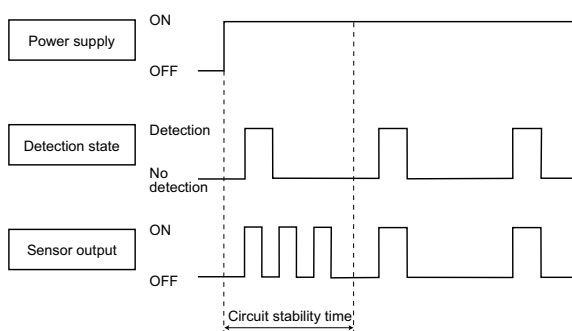 ON
Power supply
OFF
Detection
Detection state
No
detection
ON
Sensor output
OFF
Circuit stability time